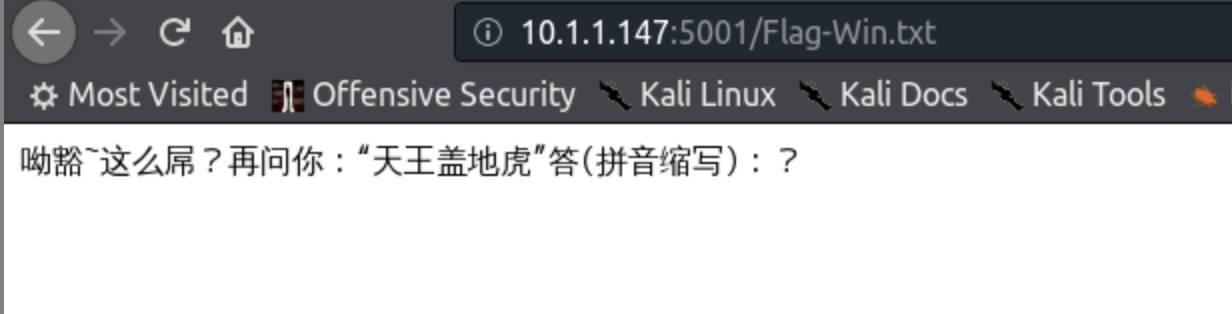 10.1.1.147:5001/Flag-Win.txt
Most Visited Offensive Security Kali Linux Kali Docs Kali Tools
呦豁~这么屌？再问你：“天王盖地虎”答(拼音缩写)：？